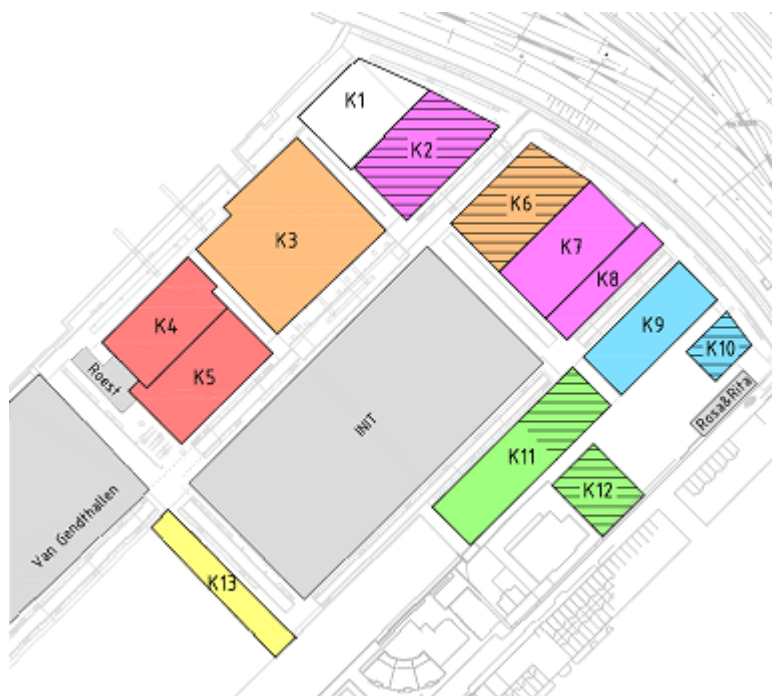 K1
K2
K3
K6
K7
K8
K4
K9
K10
K5
Roest
Rosa&Rita
INIT
K11
K12
Van Gendthallen
K13